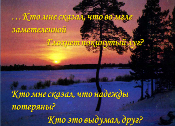 . . . Кто мне сказал, что во мгле
заметеленной
Глохнет покинутый луг?
Кто мне сказал, что надежды
потеряны?
Кто это выдумал, друг?